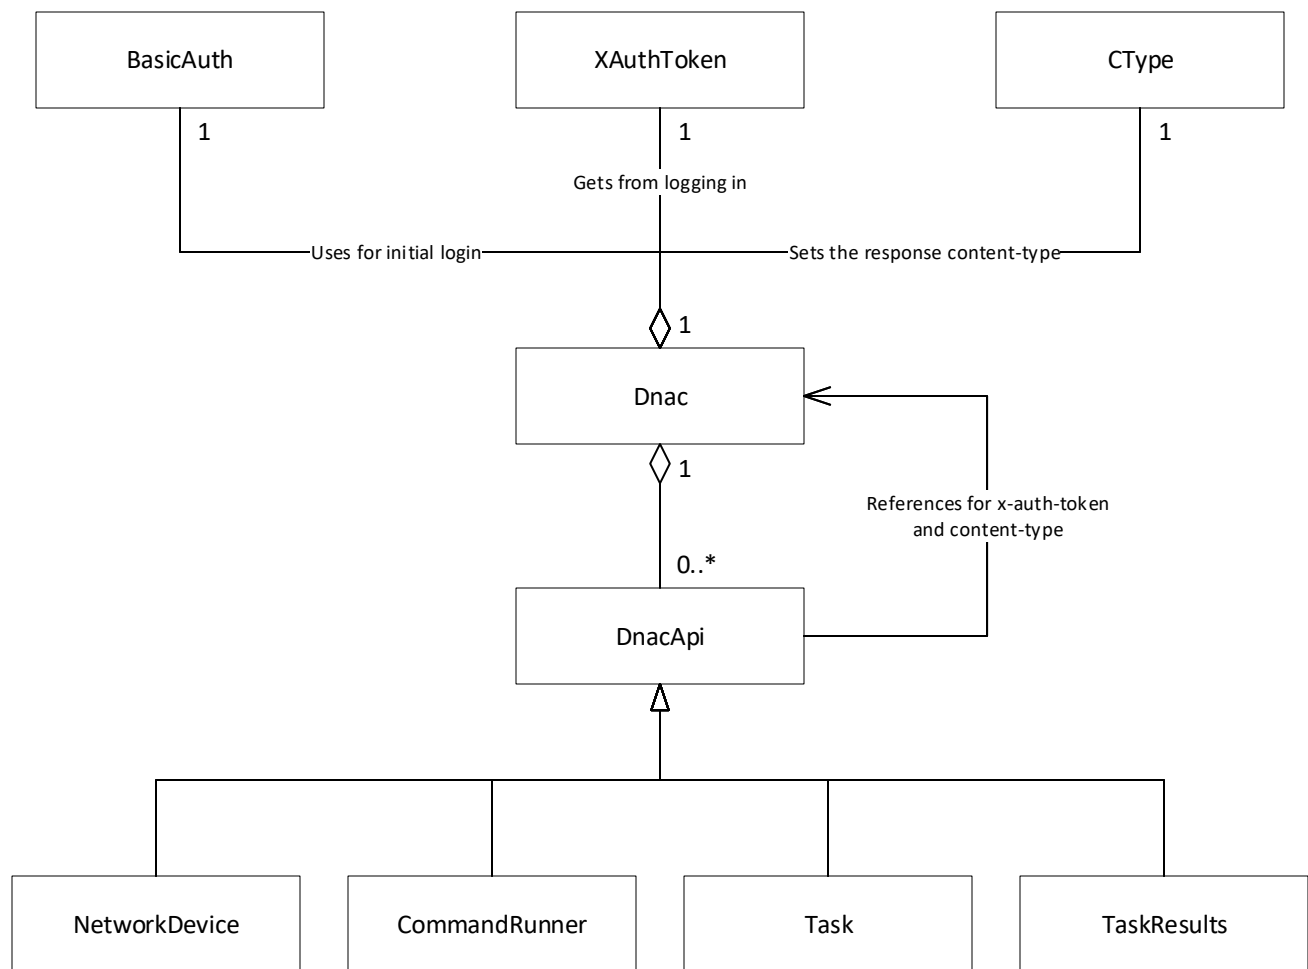 BasicAuth
XAuthToken
CType
1
1
1
Gets from logging in
Uses for initial login
Sets the response content-type
1
Dnac
1
References for x-auth-token
and content-type
0..*
DnacApi
NetworkDevice
CommandRunner
Task
TaskResults